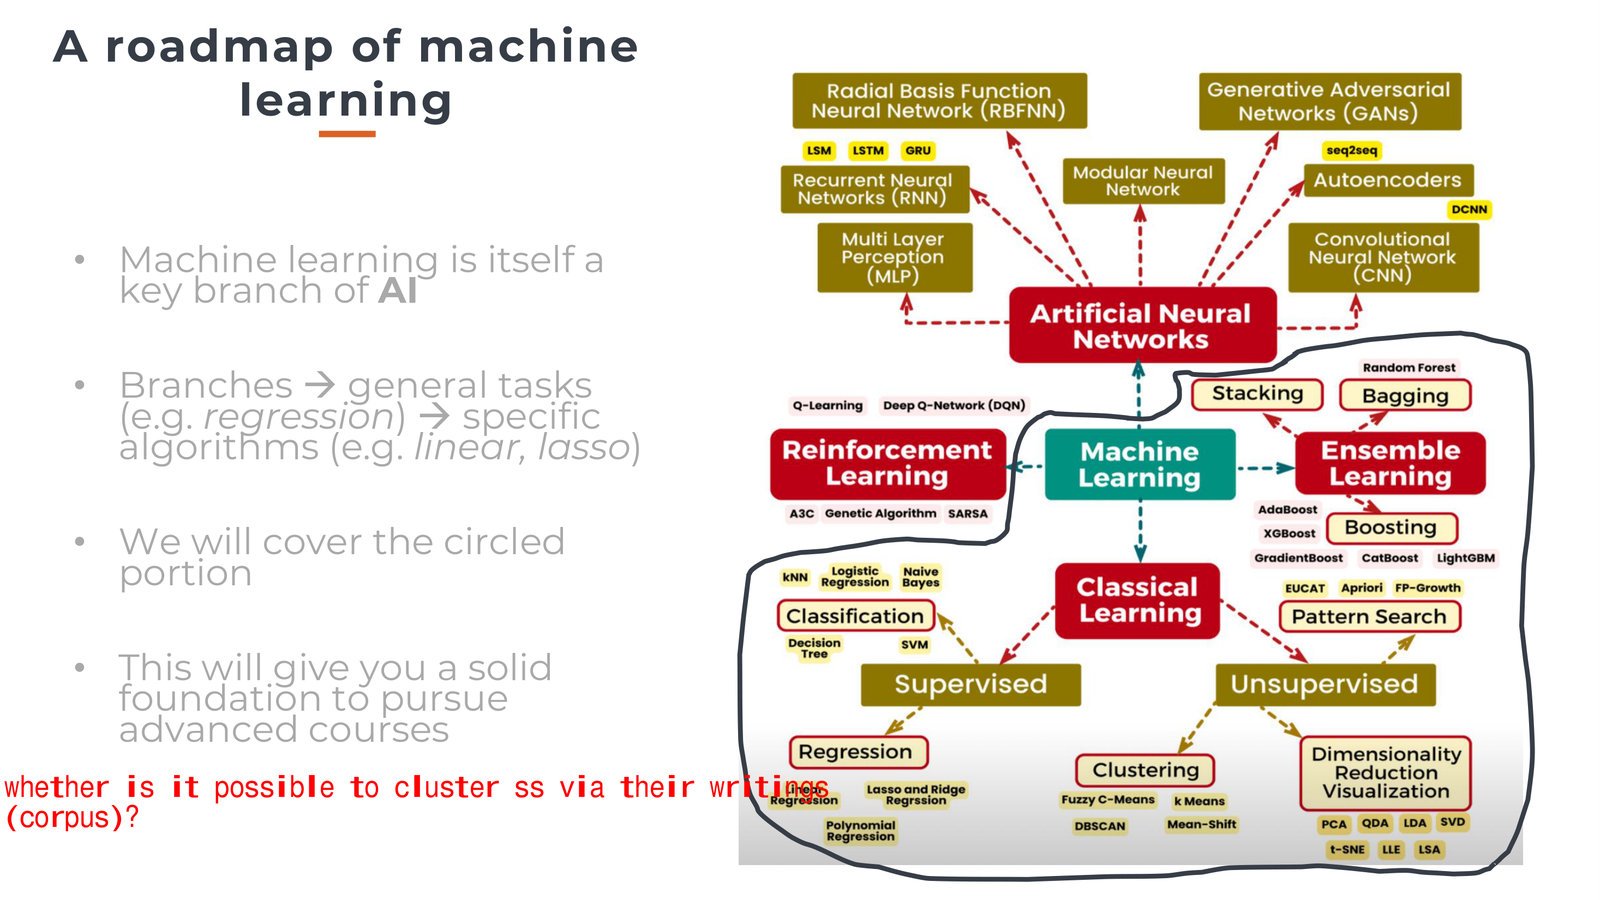 A roadmap of machine
learning
• Machine learning is itself a
key branch of AI
• Branches → general tasks
(e.g. regression) → specific
algorithms (e.g. linear, lasso)
• We will cover the circled
portion
• This will give you a solid
foundation to pursue
advanced courses
whether is it possible to cluster ss via their writings
(corpus)?
Radial Basis Function
Neural Network (RBFNN)
Generative Adversarial
Networks (GANs)
LSM LSTM GRU
seq2seq
Recurrent Neural
Networks (RNN)
Modular Neural
Network
Autoencoders
DCNN
Multi Layer
Perception
(MLP)
Convolutional
Neural Network
(CNN)
Artificial Neural
Networks
Random Forest
Stacking
Bagging
Q-Learning Deep Q-Network (DQN)
Reinforcement
Learning
Machine
Learning
Ensemble
Learning
A3C Genetic Algorithm SARSA
AdaBoost
XGBoost
Boosting
GradientBoost CatBoost LightGBM
kNN
Logistic
Regression
Naive
Bayes
Classical
Learning
EUCAT Apriori FP-Growth
Classification
Pattern Search
Decision
Tree
SVM
Supervised
Unsupervised
Regression
Clustering
Dimensionality
Reduction
Visualization
Linear
Regression
Lasso and Ridge
Regrssion
Polynomial
Regression
Fuzzy C-Means k Means
DBSCAN Mean-Shift
PCA QDA LDA SVD
t-SNE LLE LSA